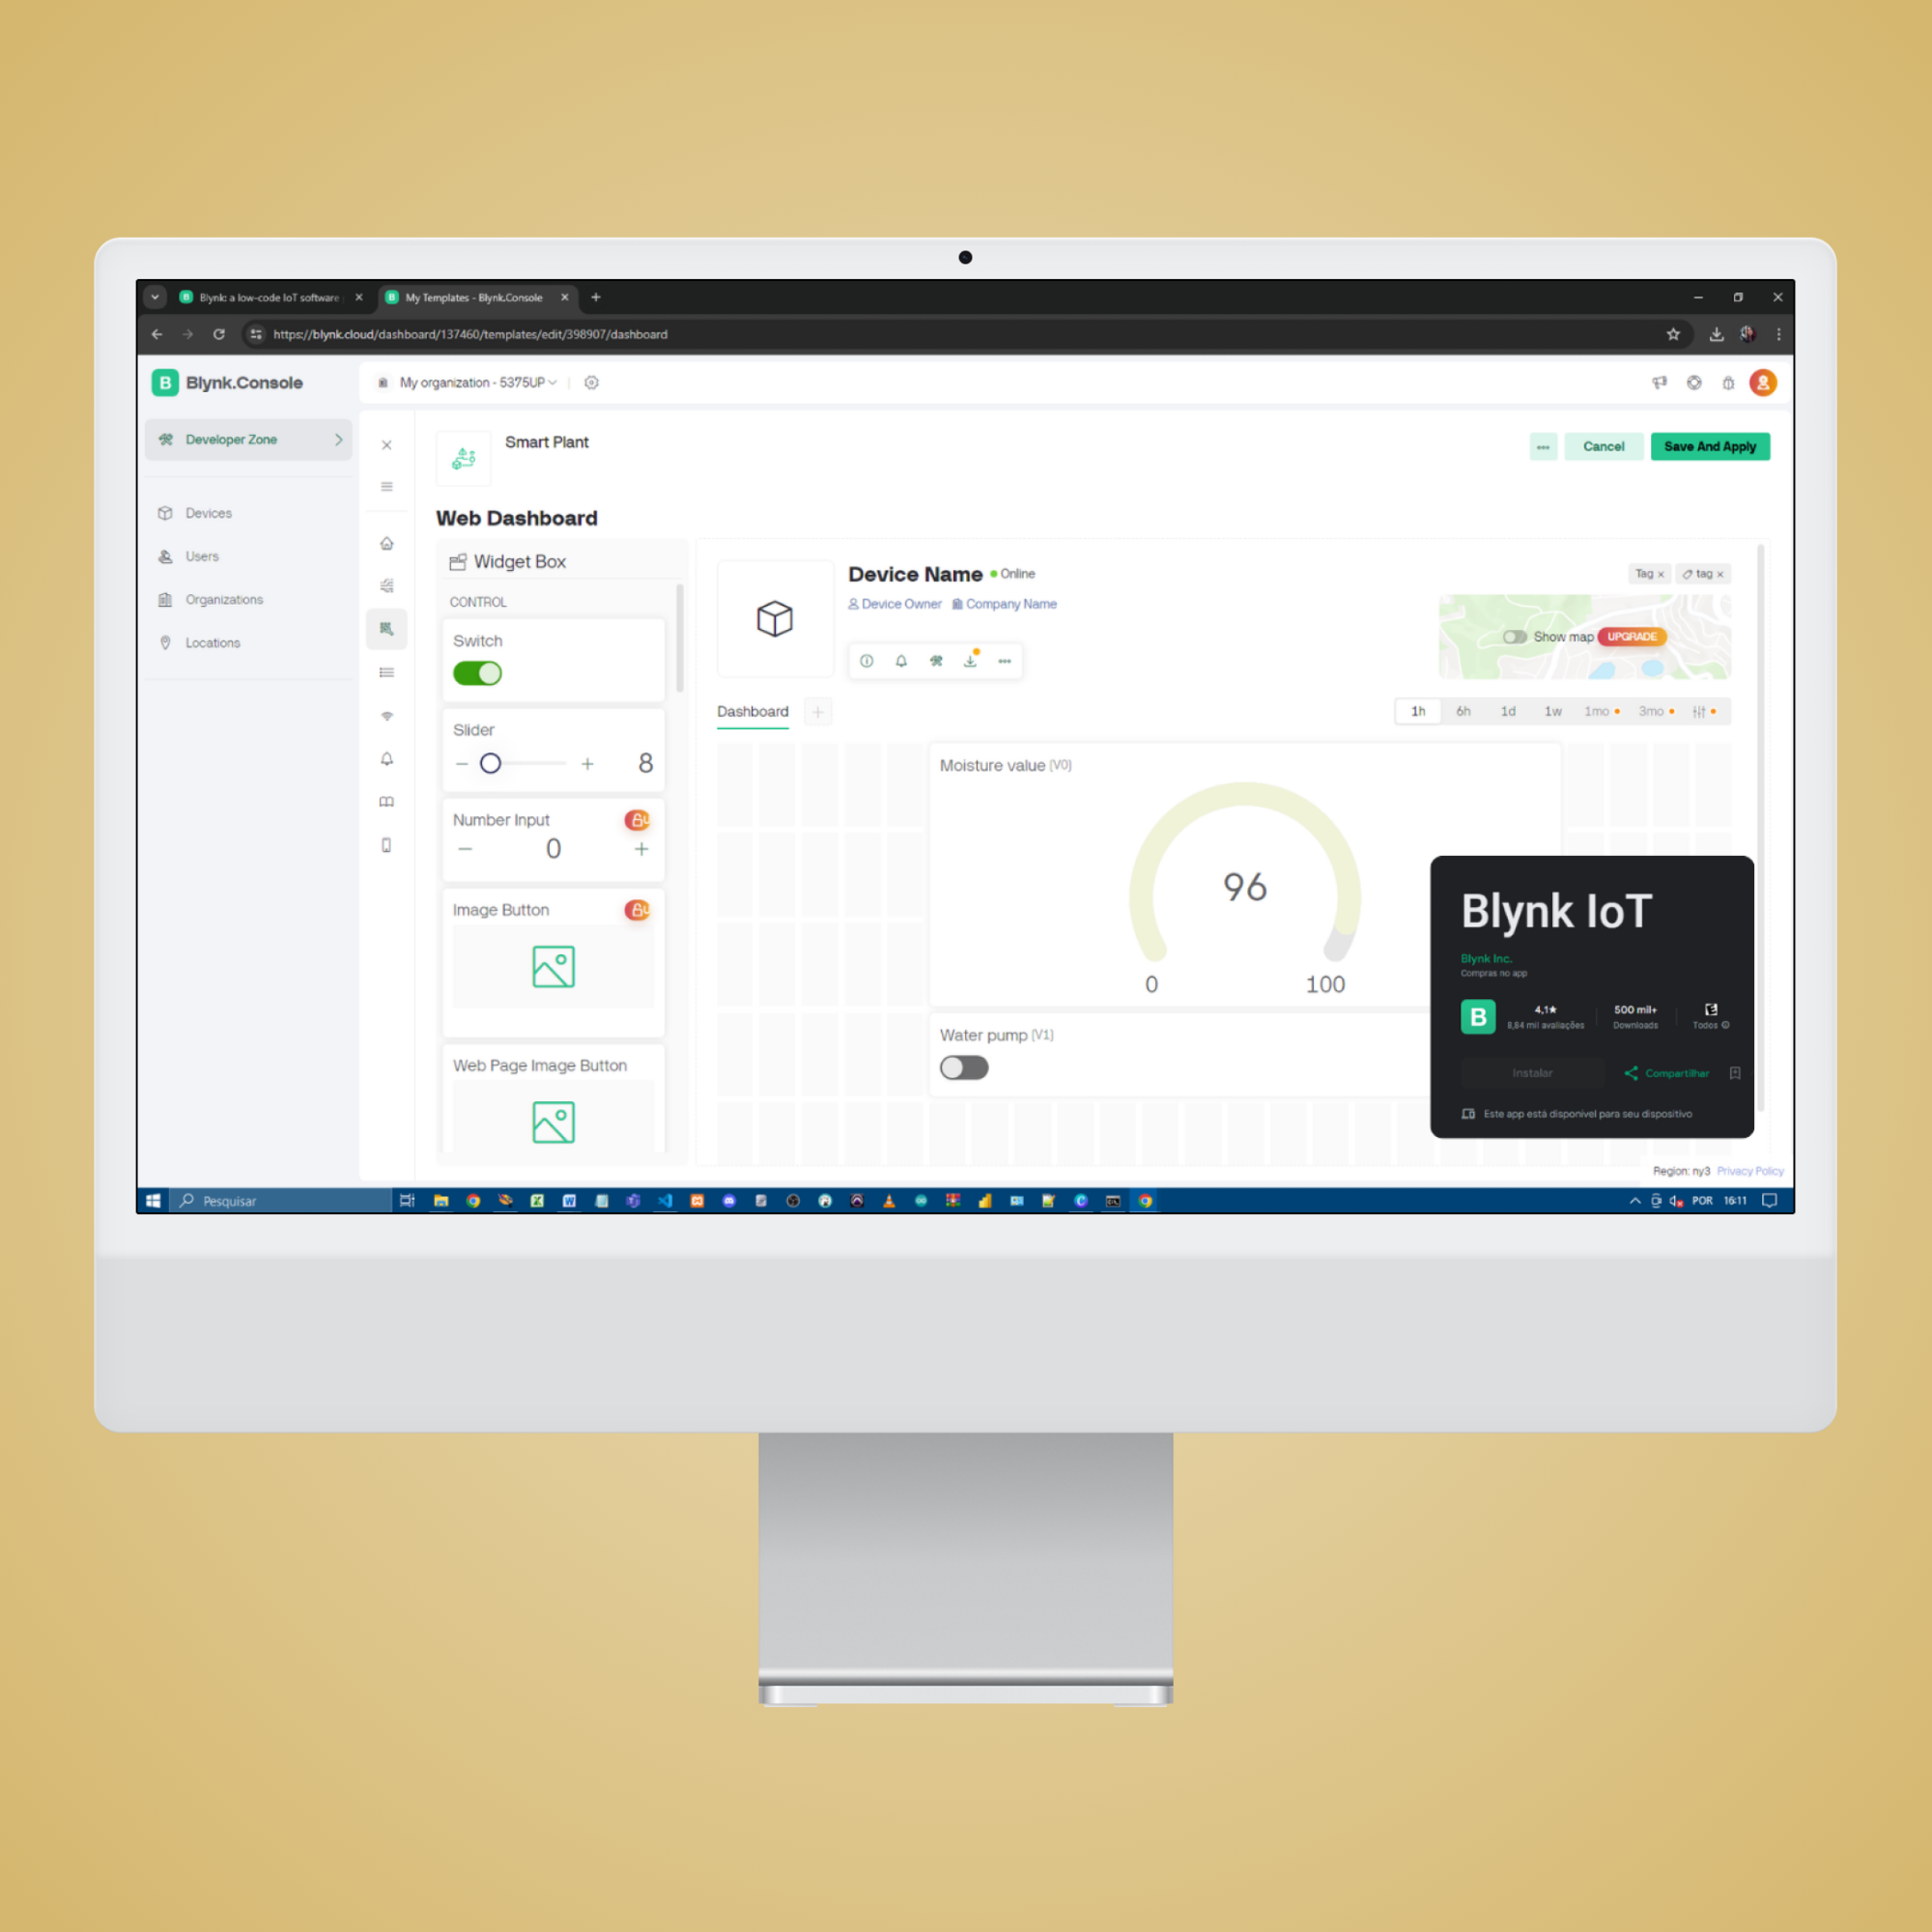 Blynk: a low-code IoT software
My Templates - Blynk.Console
https://blynk.cloud/dashboard/137460/templates/edit/398907/dashboard
B Blynk.Console
My organization - 5375UP
Developer Zone
Devices
Users
Organizations
Locations
Smart Plant
Cancel
Save And Apply
Web Dashboard
Widget Box
CONTROL
Switch
Slider
8
Number Input
0
Image Button
Web Page Image Button
Device Name
Online
Device Owner
Company Name
Tag ×
tag ×
Show map
UPGRADE
Dashboard
1h 6h 1d 1w 1mo 3mo
Moisture value (V0)
96
0 100
Water pump (V1)
Blynk IoT
Blynk Inc.
Compras no app
B
4,1★ 500 mil+
8,84 mil avaliações Downloads Todos
Instalar
Compartilhar
Este app está disponível para seu dispositivo
Region: ny3 Privacy Policy
Pesquisar
POR 16:11